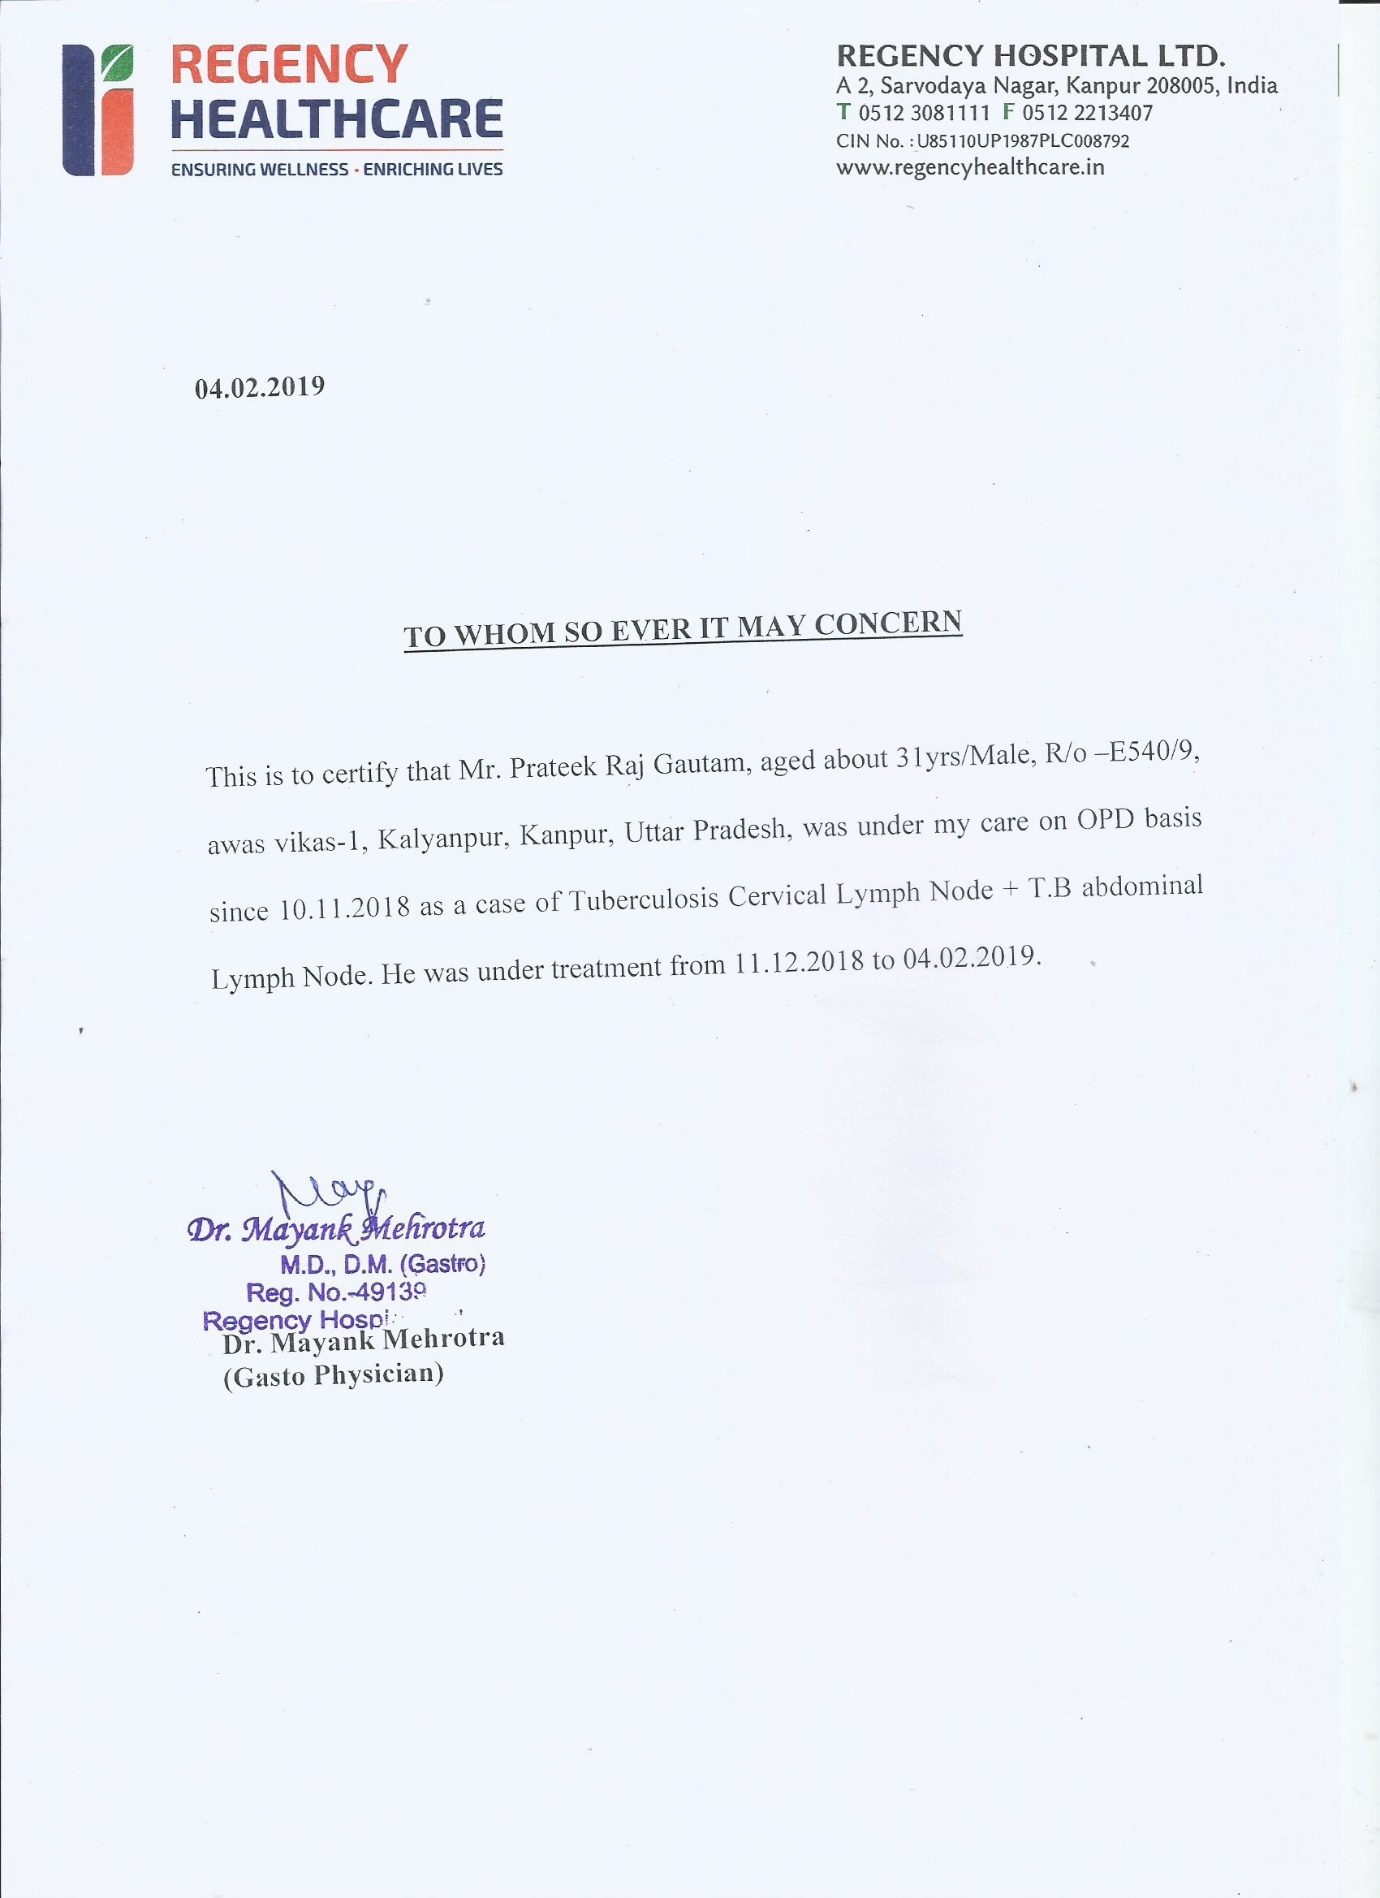 REGENCY
HEALTHCARE
ENSURING WELLNESS · ENRICHING LIVES
REGENCY HOSPITAL LTD.
A 2, Sarvodaya Nagar, Kanpur 208005, India
T 0512 3081111 F 0512 2213407
CIN No. : U85110UP1987PLC008792
www.regencyhealthcare.in
04.02.2019
TO WHOM SO EVER IT MAY CONCERN
This is to certify that Mr. Prateek Raj Gautam, aged about 31yrs/Male, R/o –E540/9,
awas vikas-1, Kalyanpur, Kanpur, Uttar Pradesh, was under my care on OPD basis
since 10.11.2018 as a case of Tuberculosis Cervical Lymph Node + T.B abdominal
Lymph Node. He was under treatment from 11.12.2018 to 04.02.2019.
Dr. Mayank Mehrotra
M.D., D.M. (Gastro)
Reg. No.-49139
Regency
Dr. Mayank Mehrotra
(Gasto Physician)